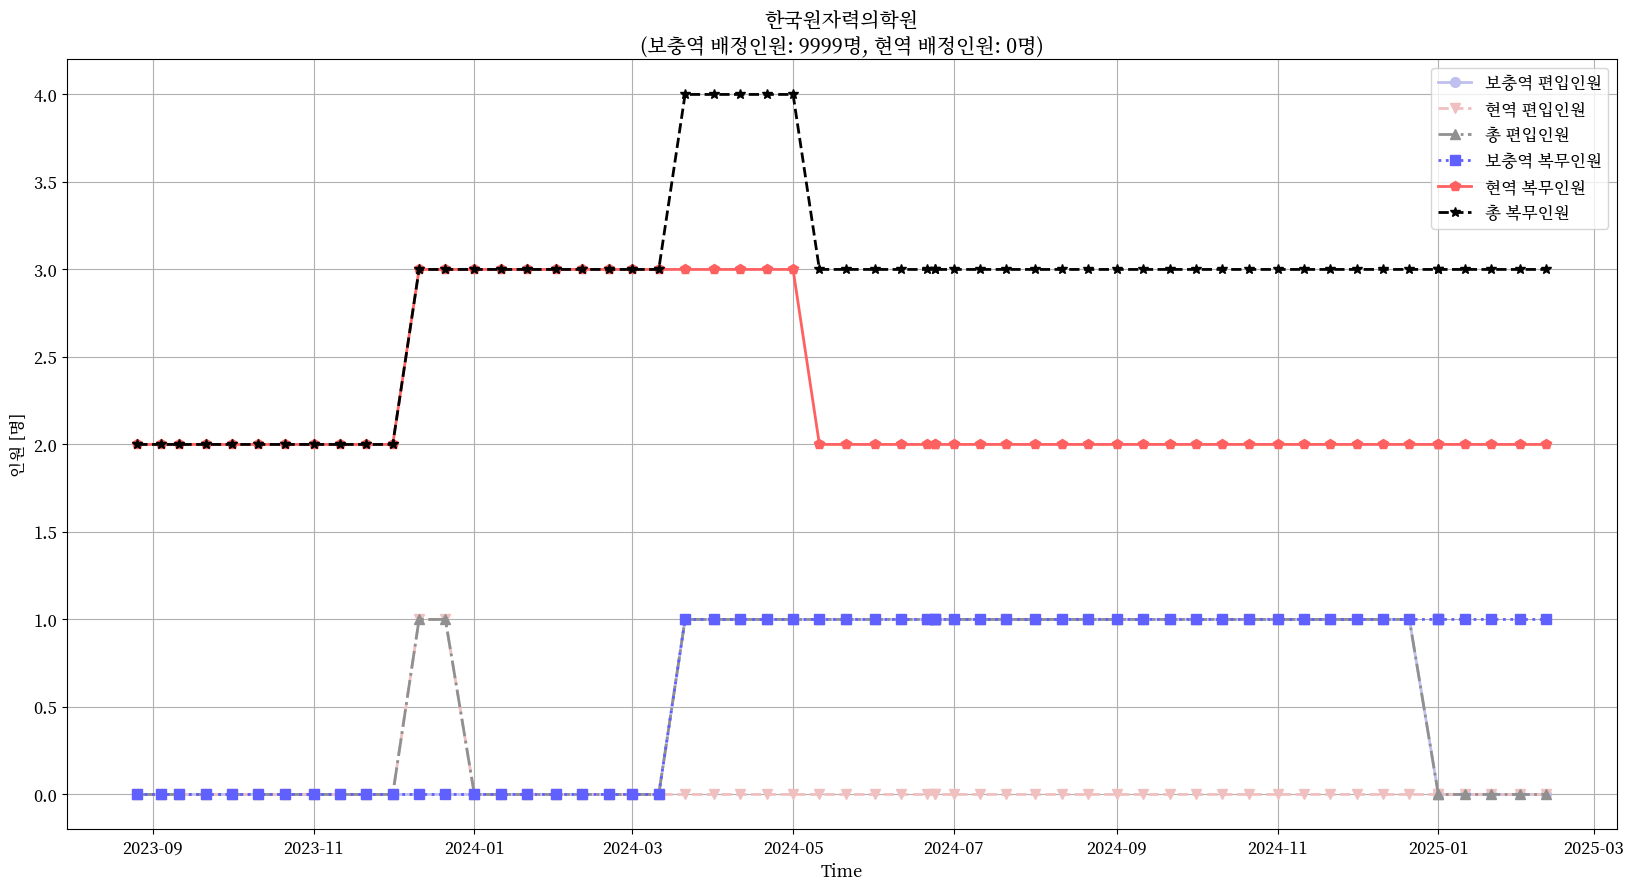 한국원자력의학원
(보충역 배정인원: 9999명, 현역 배정인원: 0명)
보충역 편입인원
현역 편입인원
총 편입인원
보충역 복무인원
현역 복무인원
총 복무인원
인원 [명]
4.0
3.5
3.0
2.5
2.0
1.5
1.0
0.5
0.0
2023-09
2023-11
2024-01
2024-03
2024-05
2024-07
2024-09
2024-11
2025-01
2025-03
Time